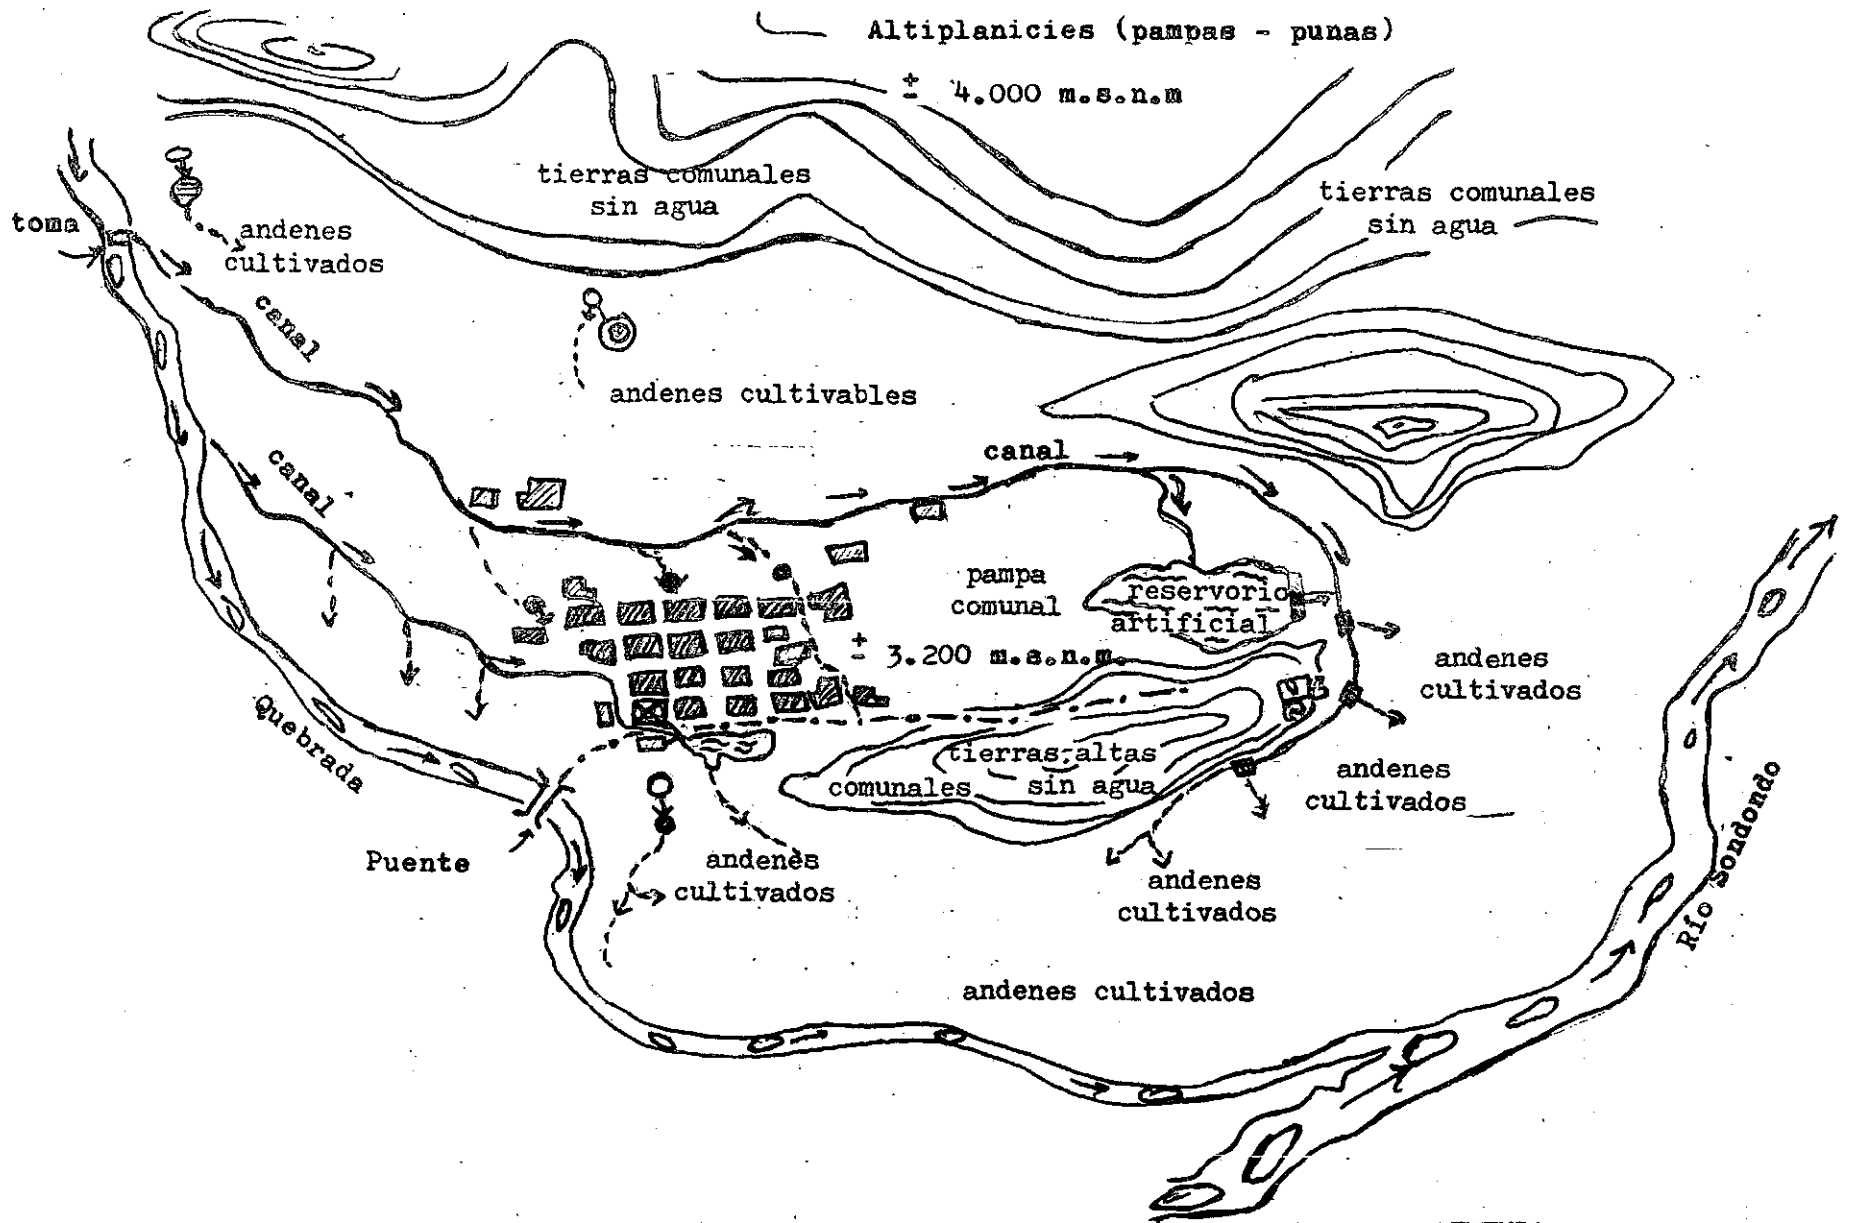 Altiplanicies (pampas - punas)
± 4.000 m.s.n.m
tierras comunales
sin agua
tierras comunales
sin agua
toma
andenes
cultivados
canal
andenes cultivables
canal
canal
pampa
comunal
reservorio
artificial
± 3.200 m.s.n.m.
andenes
cultivados
Quebrada
tierras altas
comunales sin agua
andenes
cultivados
Puente
andenes
cultivados
andenes
cultivados
Río Sondondo
andenes cultivados